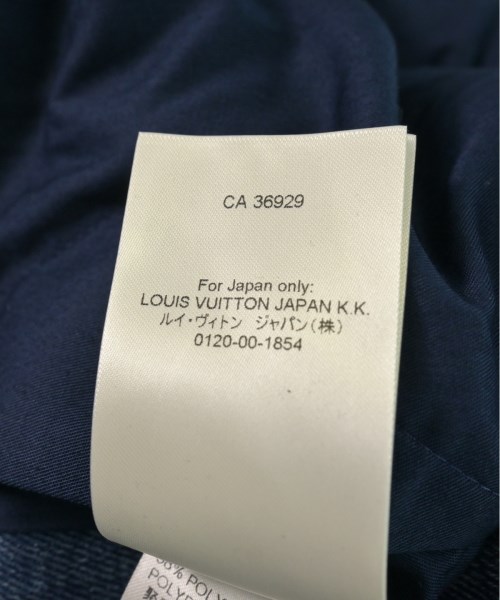 CA 36929
For Japan only:
LOUIS VUITTON JAPAN K.K.
ルイ・ヴィトン ジャパン(株)
0120-00-1854
POLY